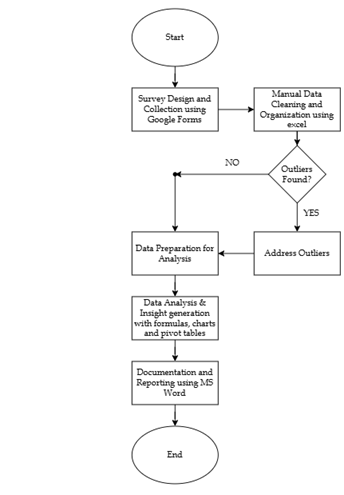 Start
Survey Design and
Collection using
Google Forms
Manual Data
Cleaning and
Organization using
excel
Outliers
Found?
NO
YES
Data Preparation for
Analysis
Address Outliers
Data Analysis &
Insight generation
with formulas, charts
and pivot tables
Documentation and
Reporting using MS
Word
End